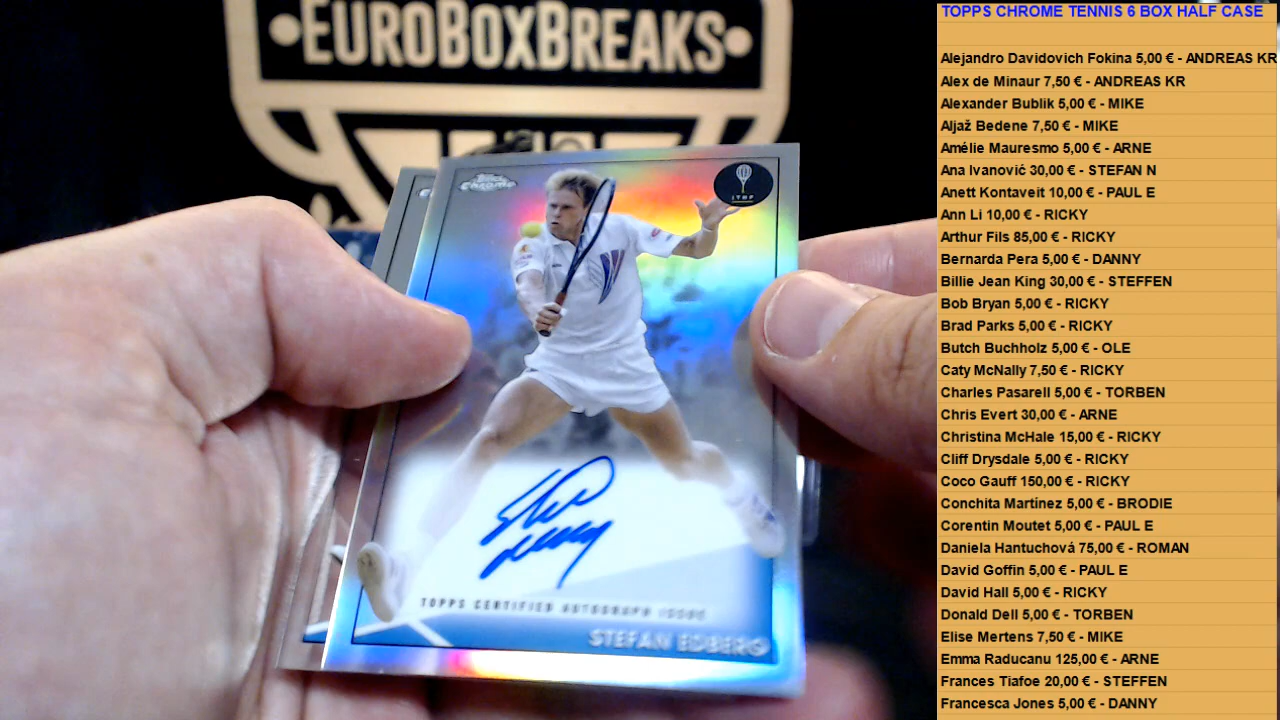 EUROBOXBREAKS
Topps
Chrome
ITHF
TOPPS CERTIFIED AUTOGRAPH ISSUE
STEFAN EDBERG
TOPPS CHROME TENNIS 6 BOX HALF CASE
Alejandro Davidovich Fokina 5,00 € - ANDREAS KR
Alex de Minaur 7,50 € - ANDREAS KR
Alexander Bublik 5,00 € - MIKE
Aljaž Bedene 7,50 € - MIKE
Amélie Mauresmo 5,00 € - ARNE
Ana Ivanović 30,00 € - STEFAN N
Anett Kontaveit 10,00 € - PAUL E
Ann Li 10,00 € - RICKY
Arthur Fils 85,00 € - RICKY
Bernarda Pera 5,00 € - DANNY
Billie Jean King 30,00 € - STEFFEN
Bob Bryan 5,00 € - RICKY
Brad Parks 5,00 € - RICKY
Butch Buchholz 5,00 € - OLE
Caty McNally 7,50 € - RICKY
Charles Pasarell 5,00 € - TORBEN
Chris Evert 30,00 € - ARNE
Christina McHale 15,00 € - RICKY
Cliff Drysdale 5,00 € - RICKY
Coco Gauff 150,00 € - RICKY
Conchita Martínez 5,00 € - BRODIE
Corentin Moutet 5,00 € - PAUL E
Daniela Hantuchová 75,00 € - ROMAN
David Goffin 5,00 € - PAUL E
David Hall 5,00 € - RICKY
Donald Dell 5,00 € - TORBEN
Elise Mertens 7,50 € - MIKE
Emma Raducanu 125,00 € - ARNE
Frances Tiafoe 20,00 € - STEFFEN
Francesca Jones 5,00 € - DANNY